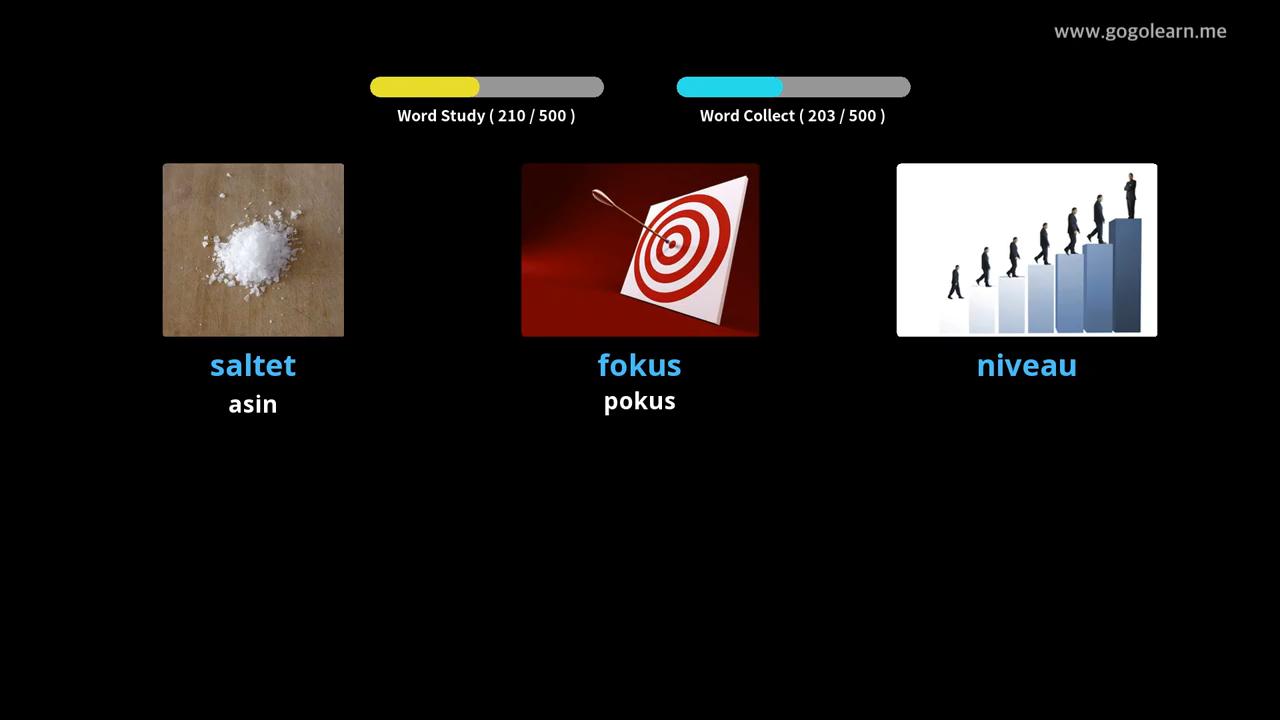 www.gogolearn.me
Word Study ( 210 / 500 )
Word Collect ( 203 / 500 )
saltet
fokus
niveau
asin
pokus